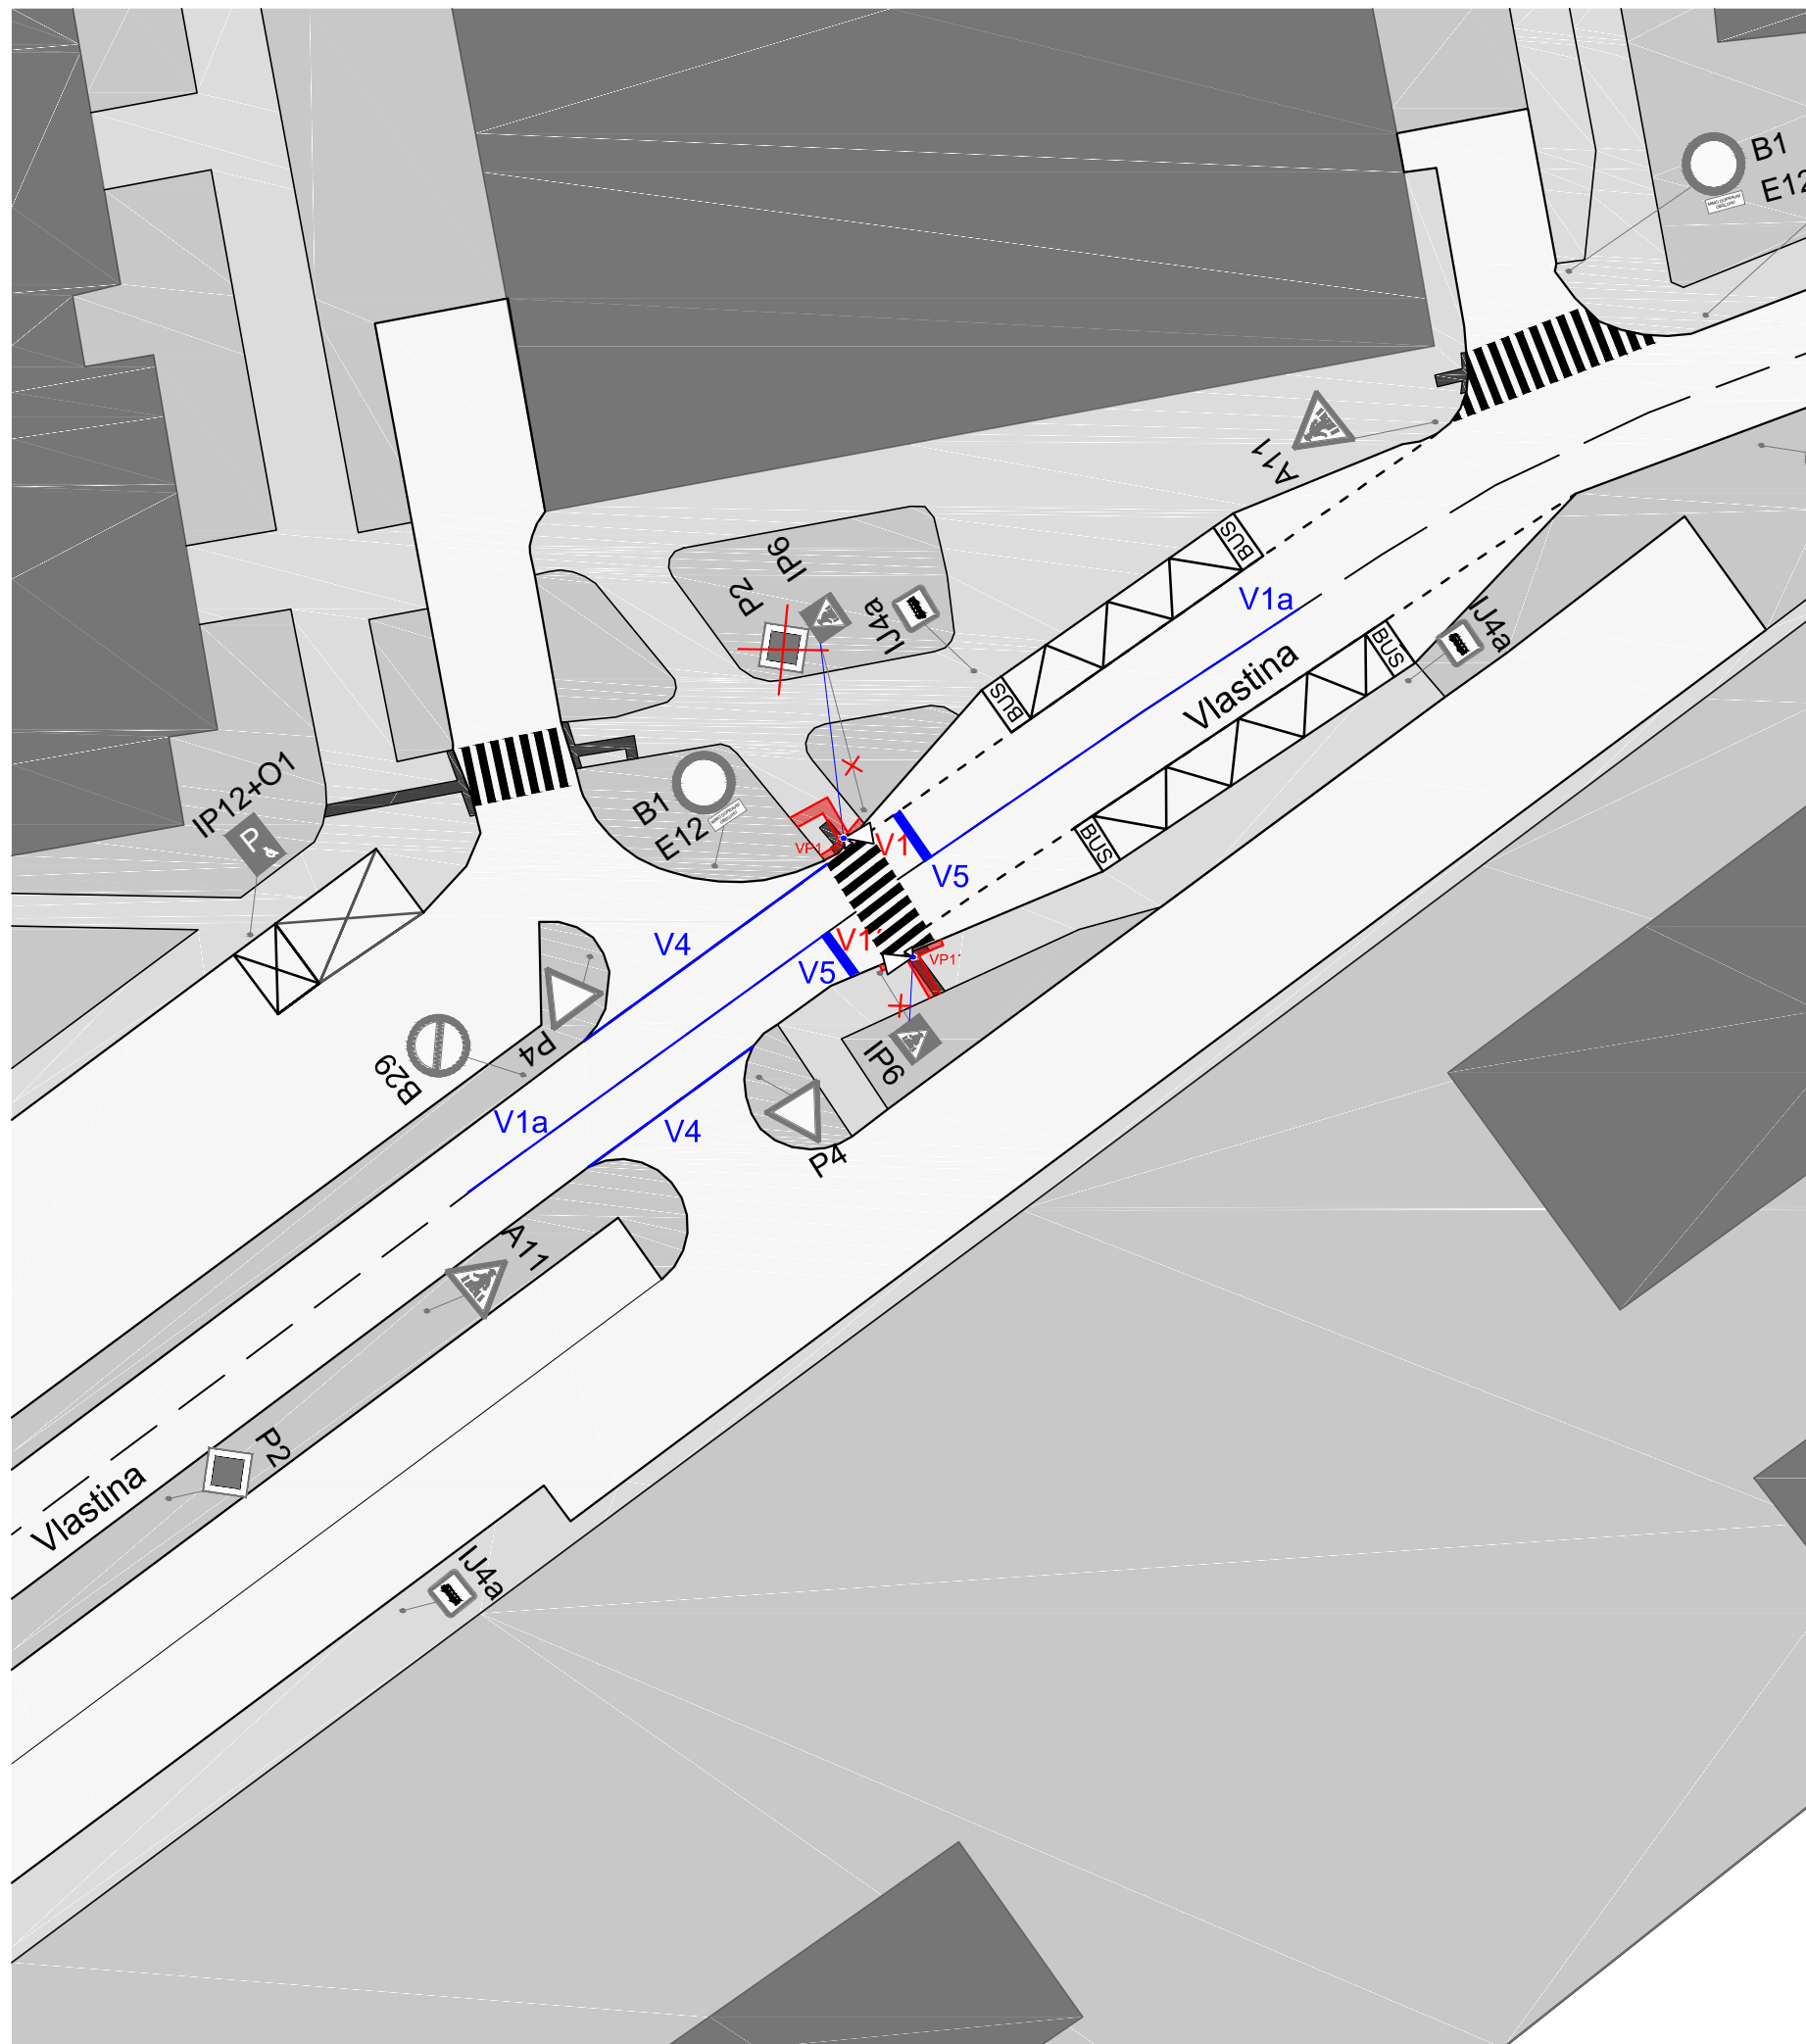 B1
E12
A11
BUS
IP6
P2
IJ4a
V1a
IJ4a
BUS
Vlastina
BUS
IP12+O1
P
B1
E12
VP1
V1
V5
BUS
V4
V1
V5
VP1
P4
B29
IP6
V1a
V4
P4
A11
P2
Vlastina
IJ4a